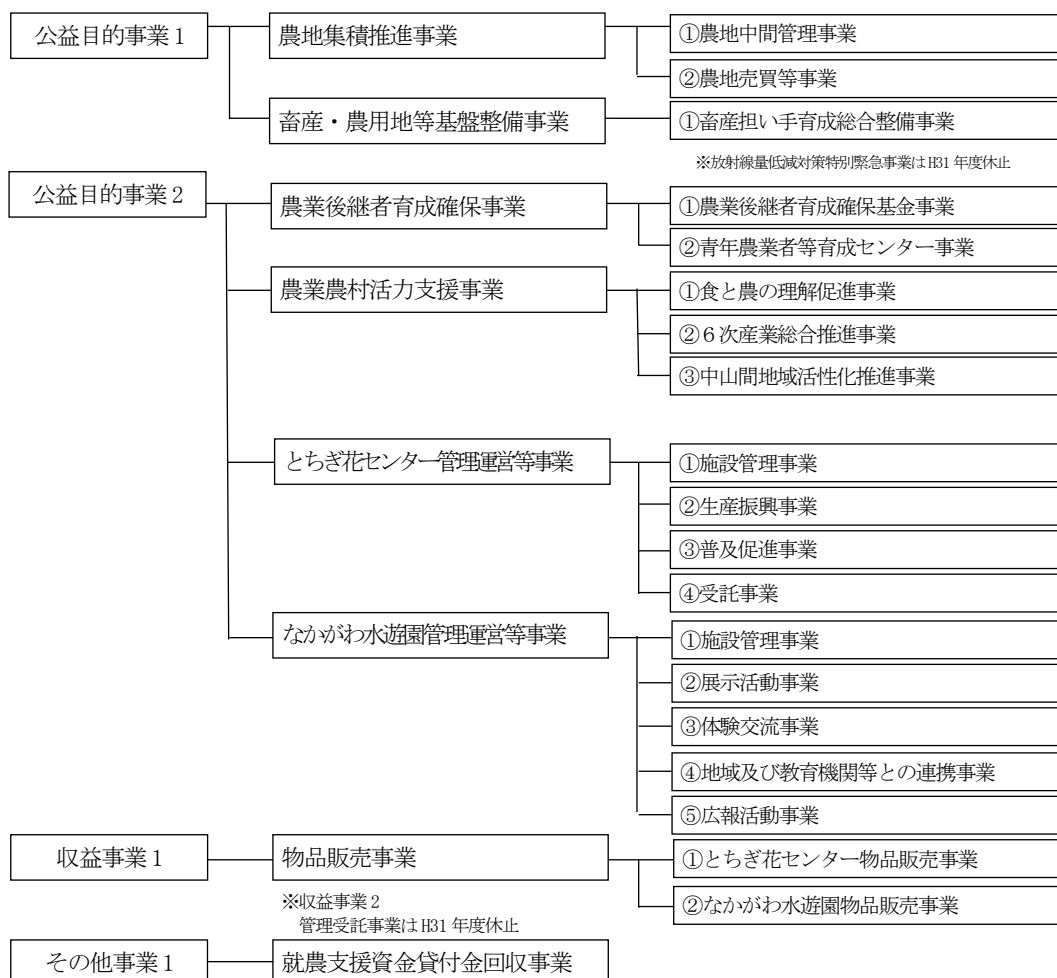 公益目的事業1
農地集積推進事業
①農地中間管理事業
②農地売買等事業
畜産・農用地等基盤整備事業
①畜産担い手育成総合整備事業
※放射線量低減対策特別緊急事業はH31年度休止
公益目的事業2
農業後継者育成確保事業
①農業後継者育成確保基金事業
②青年農業者等育成センター事業
農業農村活力支援事業
①食と農の理解促進事業
②6次産業総合推進事業
③中山間地域活性化推進事業
とちぎ花センター管理運営等事業
①施設管理事業
②生産振興事業
③普及促進事業
④受託事業
なかがわ水遊園管理運営等事業
①施設管理事業
②展示活動事業
③体験交流事業
④地域及び教育機関等との連携事業
⑤広報活動事業
収益事業1
物品販売事業
①とちぎ花センター物品販売事業
②なかがわ水遊園物品販売事業
※収益事業2
管理受託事業はH31年度休止
その他事業1
就農支援資金貸付金回収事業